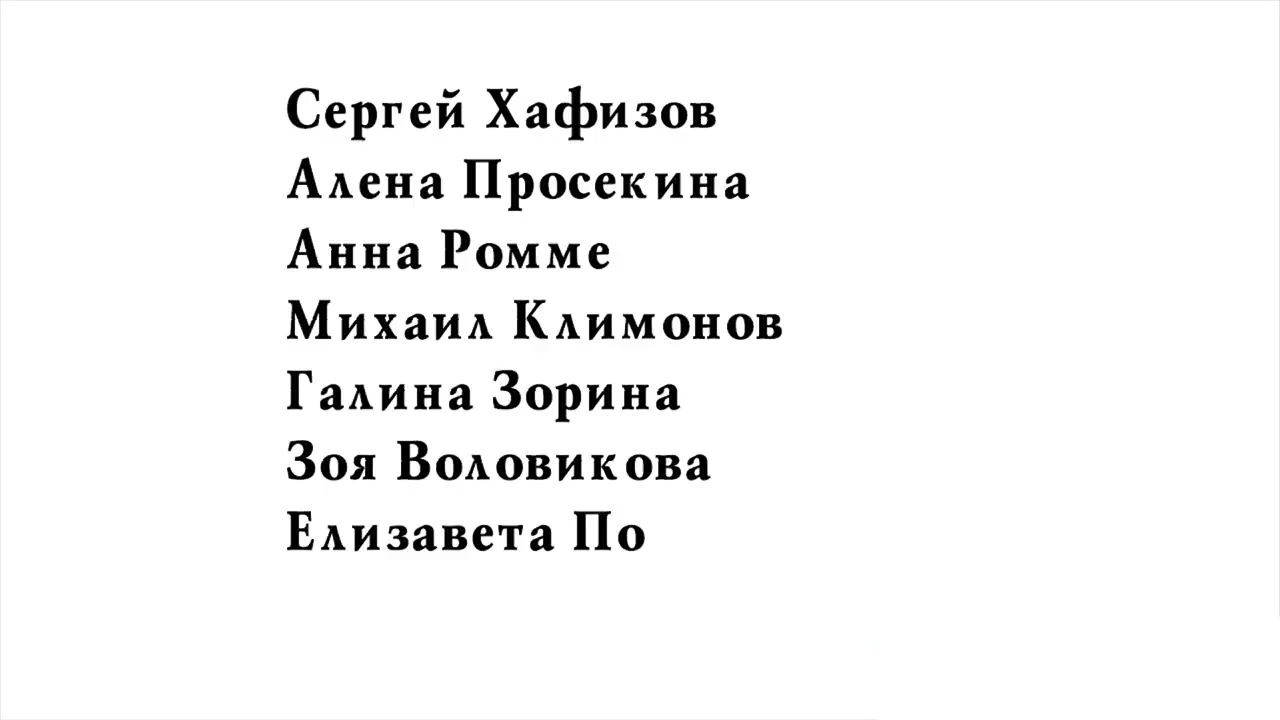 Сергей Хафизов
Алена Просекина
Анна Ромме
Михаил Климонов
Галина Зорина
Зоя Воловикова
Елизавета По